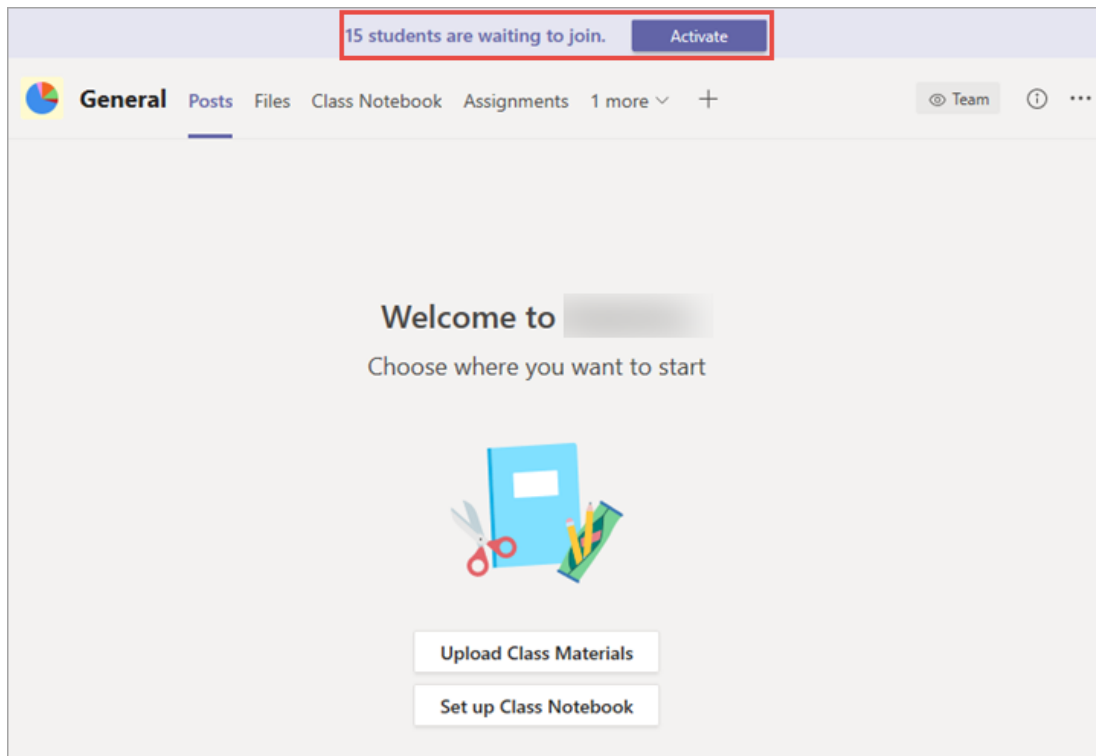 15 students are waiting to join. Activate
General Posts Files Class Notebook Assignments 1 more Team
Welcome to
Choose where you want to start
Upload Class Materials
Set up Class Notebook